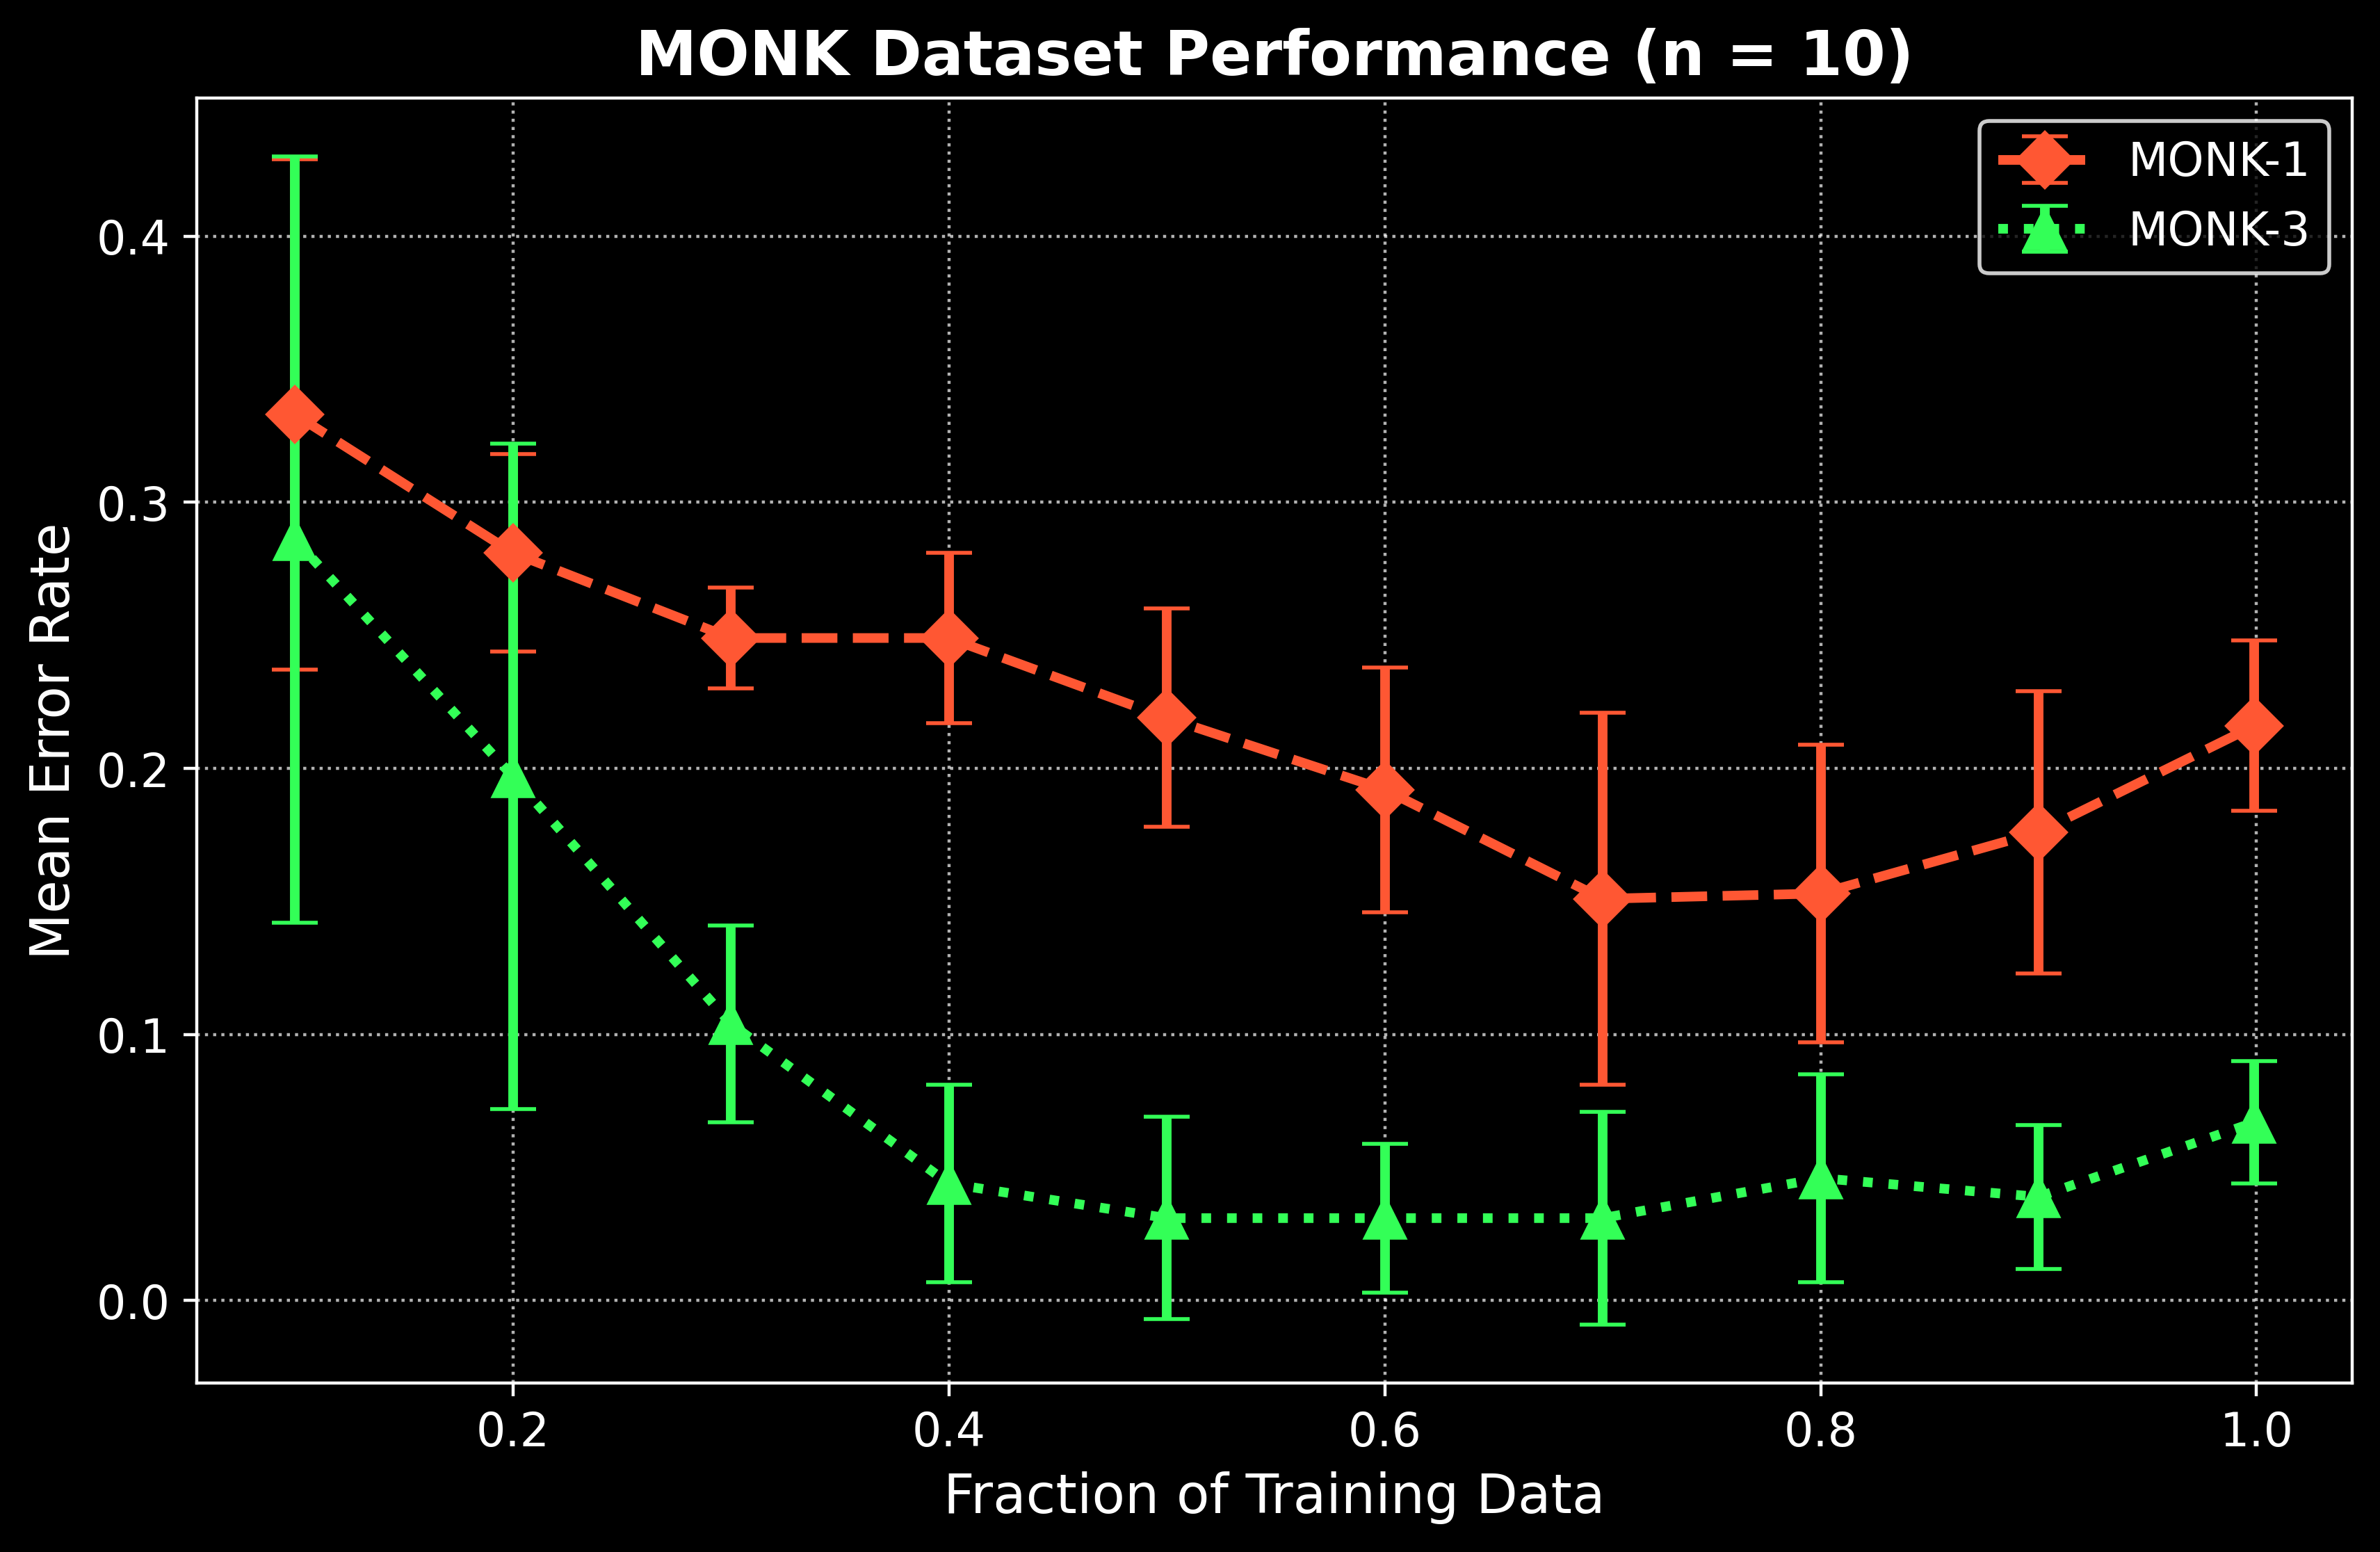 MONK Dataset Performance (n = 10)
MONK-1
MONK-3
Mean Error Rate
0.4
0.3
0.2
0.1
0.0
0.2
0.4
0.6
0.8
1.0
Fraction of Training Data